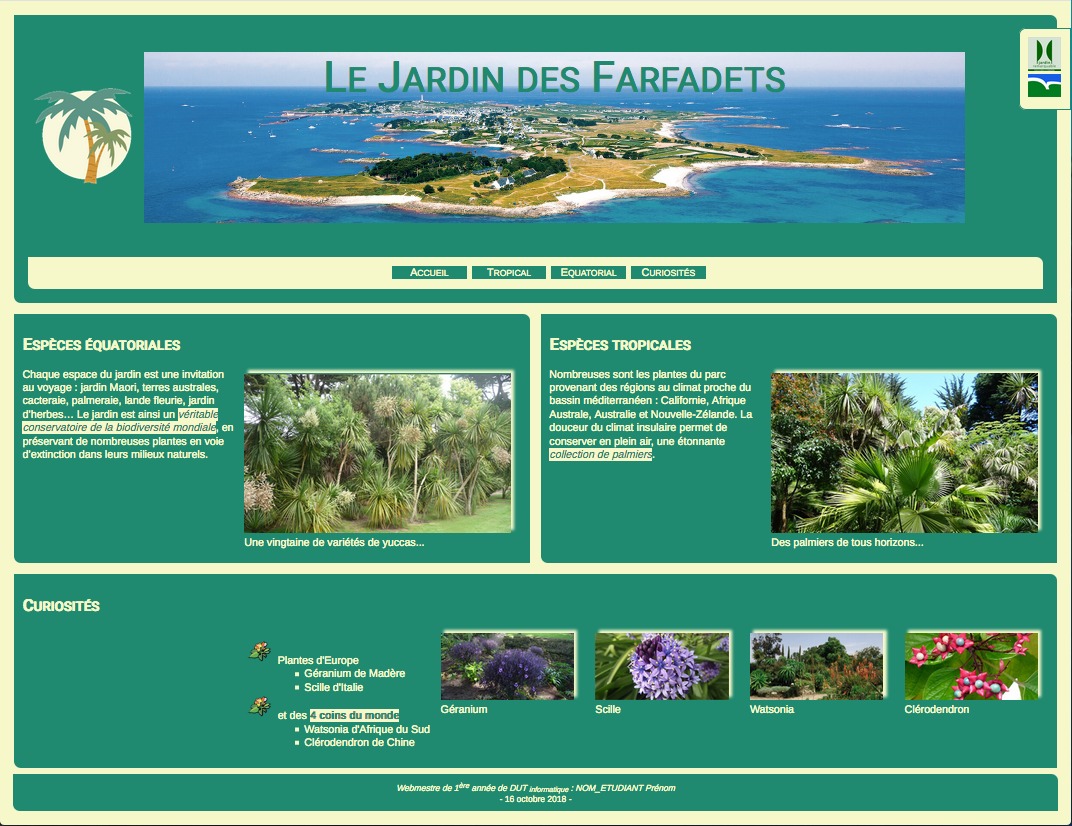 Le Jardin des Farfadets
Accueil
Tropical
Equatorial
Curiosités
Espèces équatoriales
Chaque espace du jardin est une invitation
au voyage : jardin Maori, terres australes,
cacteraie, palmeraie, lande fleurie, jardin
d'herbes... Le jardin est ainsi un véritable
conservatoire de la biodiversité mondiale, en
préservant de nombreuses plantes en voie
d'extinction dans leurs milieux naturels.
Une vingtaine de variétés de yuccas...
Espèces tropicales
Nombreuses sont les plantes du parc
provenant des régions au climat proche du
bassin méditerranéen : Californie, Afrique
Australe, Australie et Nouvelle-Zélande. La
douceur du climat insulaire permet de
conserver en plein air, une étonnante
collection de palmiers.
Des palmiers de tous horizons...
Curiosités
Plantes d'Europe
Géranium de Madère
Scille d'Italie
et des 4 coins du monde
Watsonia d'Afrique du Sud
Clérodendron de Chine
Géranium
Scille
Watsonia
Clérodendron
Webmestre de 1ère année de DUT informatique : NOM_ETUDIANT Prénom
- 16 octobre 2018 -